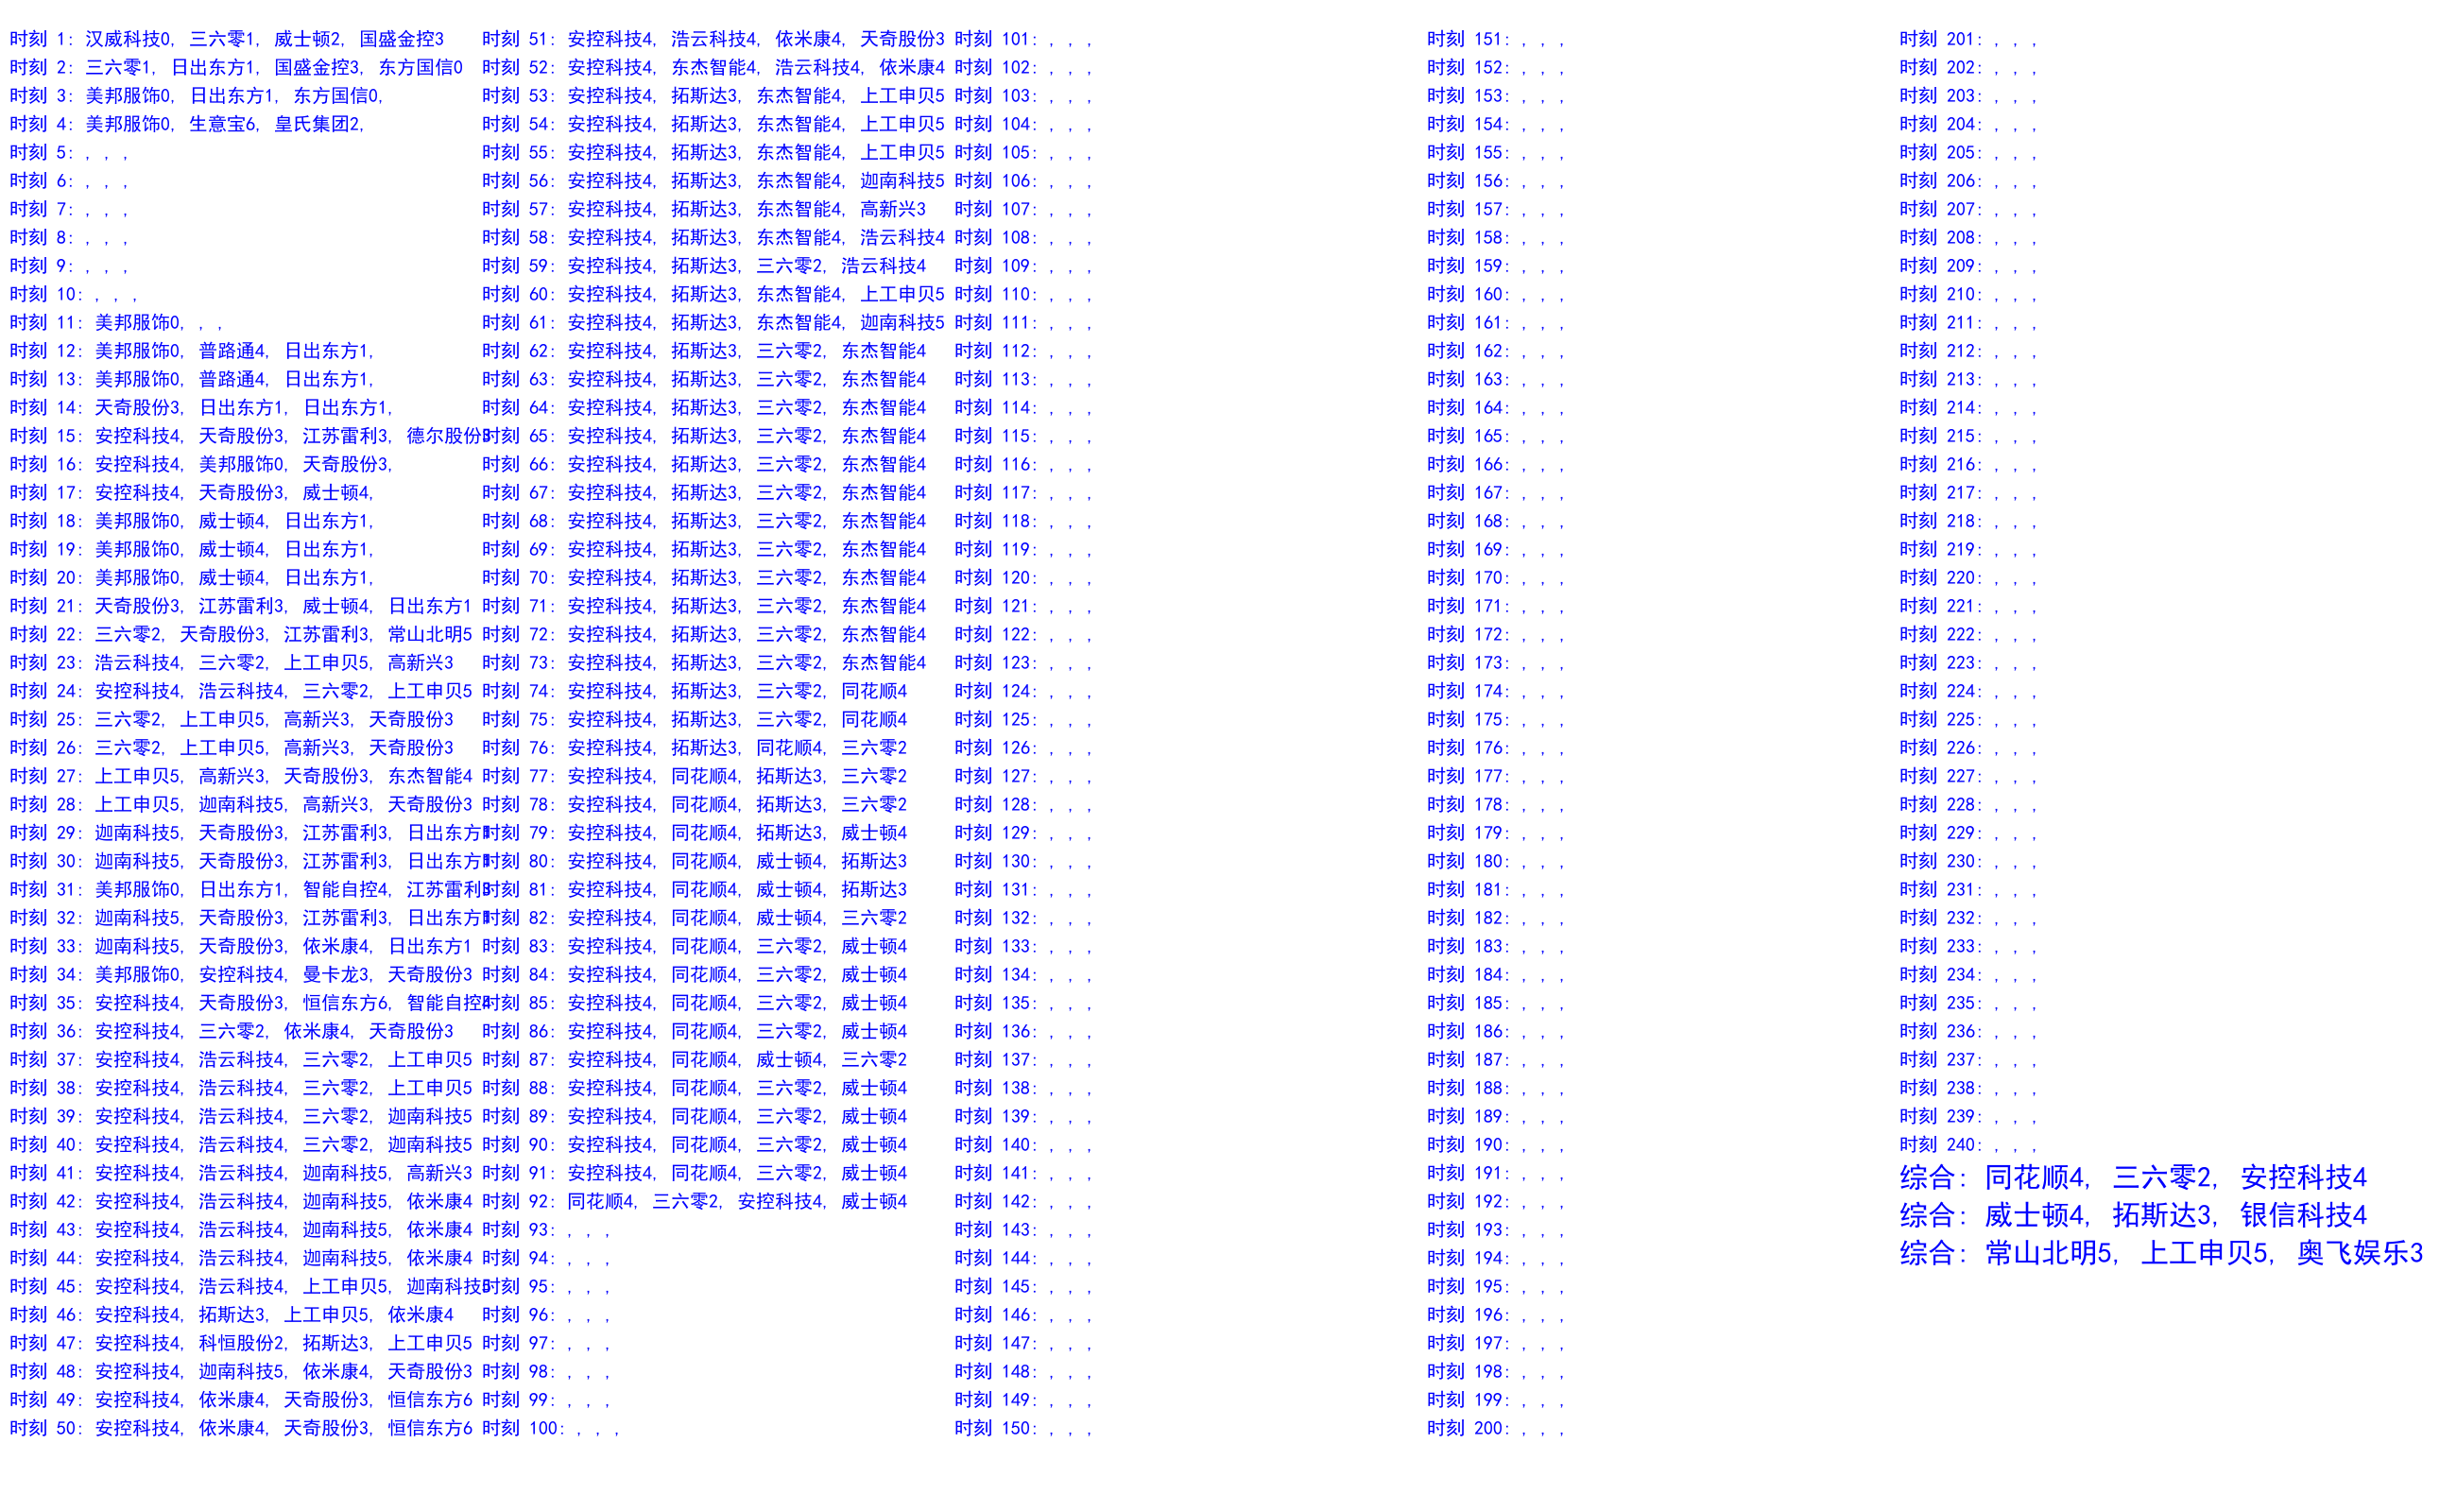 时刻 1: 汉威科技0, 三六零1, 威士顿2, 国盛金控3
时刻 2: 三六零1, 日出东方1, 国盛金控3, 东方国信0
时刻 3: 美邦服饰0, 日出东方1, 东方国信0,
时刻 4: 美邦服饰0, 生意宝6, 皇氏集团2,
时刻 5: , , ,
时刻 6: , , ,
时刻 7: , , ,
时刻 8: , , ,
时刻 9: , , ,
时刻 10: , , ,
时刻 11: 美邦服饰0, , ,
时刻 12: 美邦服饰0, 普路通4, 日出东方1,
时刻 13: 美邦服饰0, 普路通4, 日出东方1,
时刻 14: 天奇股份3, 日出东方1, 日出东方1,
时刻 15: 安控科技4, 天奇股份3, 江苏雷利3, 德尔股份3
时刻 16: 安控科技4, 美邦服饰0, 天奇股份3,
时刻 17: 安控科技4, 天奇股份3, 威士顿4,
时刻 18: 美邦服饰0, 威士顿4, 日出东方1,
时刻 19: 美邦服饰0, 威士顿4, 日出东方1,
时刻 20: 美邦服饰0, 威士顿4, 日出东方1,
时刻 21: 天奇股份3, 江苏雷利3, 威士顿4, 日出东方1
时刻 22: 三六零2, 天奇股份3, 江苏雷利3, 常山北明5
时刻 23: 浩云科技4, 三六零2, 上工申贝5, 高新兴3
时刻 24: 安控科技4, 浩云科技4, 三六零2, 上工申贝5
时刻 25: 三六零2, 上工申贝5, 高新兴3, 天奇股份3
时刻 26: 三六零2, 上工申贝5, 高新兴3, 天奇股份3
时刻 27: 上工申贝5, 高新兴3, 天奇股份3, 东杰智能4
时刻 28: 上工申贝5, 迦南科技5, 高新兴3, 天奇股份3
时刻 29: 迦南科技5, 天奇股份3, 江苏雷利3, 日出东方1
时刻 30: 迦南科技5, 天奇股份3, 江苏雷利3, 日出东方1
时刻 31: 美邦服饰0, 日出东方1, 智能自控4, 江苏雷利3
时刻 32: 迦南科技5, 天奇股份3, 江苏雷利3, 日出东方1
时刻 33: 迦南科技5, 天奇股份3, 依米康4, 日出东方1
时刻 34: 美邦服饰0, 安控科技4, 曼卡龙3, 天奇股份3
时刻 35: 安控科技4, 天奇股份3, 恒信东方6, 智能自控4
时刻 36: 安控科技4, 三六零2, 依米康4, 天奇股份3
时刻 37: 安控科技4, 浩云科技4, 三六零2, 上工申贝5
时刻 38: 安控科技4, 浩云科技4, 三六零2, 上工申贝5
时刻 39: 安控科技4, 浩云科技4, 三六零2, 迦南科技5
时刻 40: 安控科技4, 浩云科技4, 三六零2, 迦南科技5
时刻 41: 安控科技4, 浩云科技4, 迦南科技5, 高新兴3
时刻 42: 安控科技4, 浩云科技4, 迦南科技5, 依米康4
时刻 43: 安控科技4, 浩云科技4, 迦南科技5, 依米康4
时刻 44: 安控科技4, 浩云科技4, 迦南科技5, 依米康4
时刻 45: 安控科技4, 浩云科技4, 上工申贝5, 迦南科技5
时刻 46: 安控科技4, 拓斯达3, 上工申贝5, 依米康4
时刻 47: 安控科技4, 科恒股份2, 拓斯达3, 上工申贝5
时刻 48: 安控科技4, 迦南科技5, 依米康4, 天奇股份3
时刻 49: 安控科技4, 依米康4, 天奇股份3, 恒信东方6
时刻 50: 安控科技4, 依米康4, 天奇股份3, 恒信东方6
时刻 51: 安控科技4, 浩云科技4, 依米康4, 天奇股份3
时刻 52: 安控科技4, 东杰智能4, 浩云科技4, 依米康4
时刻 53: 安控科技4, 拓斯达3, 东杰智能4, 上工申贝5
时刻 54: 安控科技4, 拓斯达3, 东杰智能4, 上工申贝5
时刻 55: 安控科技4, 拓斯达3, 东杰智能4, 上工申贝5
时刻 56: 安控科技4, 拓斯达3, 东杰智能4, 迦南科技5
时刻 57: 安控科技4, 拓斯达3, 东杰智能4, 高新兴3
时刻 58: 安控科技4, 拓斯达3, 东杰智能4, 浩云科技4
时刻 59: 安控科技4, 拓斯达3, 三六零2, 浩云科技4
时刻 60: 安控科技4, 拓斯达3, 东杰智能4, 上工申贝5
时刻 61: 安控科技4, 拓斯达3, 东杰智能4, 迦南科技5
时刻 62: 安控科技4, 拓斯达3, 三六零2, 东杰智能4
时刻 63: 安控科技4, 拓斯达3, 三六零2, 东杰智能4
时刻 64: 安控科技4, 拓斯达3, 三六零2, 东杰智能4
时刻 65: 安控科技4, 拓斯达3, 三六零2, 东杰智能4
时刻 66: 安控科技4, 拓斯达3, 三六零2, 东杰智能4
时刻 67: 安控科技4, 拓斯达3, 三六零2, 东杰智能4
时刻 68: 安控科技4, 拓斯达3, 三六零2, 东杰智能4
时刻 69: 安控科技4, 拓斯达3, 三六零2, 东杰智能4
时刻 70: 安控科技4, 拓斯达3, 三六零2, 东杰智能4
时刻 71: 安控科技4, 拓斯达3, 三六零2, 东杰智能4
时刻 72: 安控科技4, 拓斯达3, 三六零2, 东杰智能4
时刻 73: 安控科技4, 拓斯达3, 三六零2, 东杰智能4
时刻 74: 安控科技4, 拓斯达3, 三六零2, 同花顺4
时刻 75: 安控科技4, 拓斯达3, 三六零2, 同花顺4
时刻 76: 安控科技4, 拓斯达3, 同花顺4, 三六零2
时刻 77: 安控科技4, 同花顺4, 拓斯达3, 三六零2
时刻 78: 安控科技4, 同花顺4, 拓斯达3, 三六零2
时刻 79: 安控科技4, 同花顺4, 拓斯达3, 威士顿4
时刻 80: 安控科技4, 同花顺4, 威士顿4, 拓斯达3
时刻 81: 安控科技4, 同花顺4, 威士顿4, 拓斯达3
时刻 82: 安控科技4, 同花顺4, 威士顿4, 三六零2
时刻 83: 安控科技4, 同花顺4, 三六零2, 威士顿4
时刻 84: 安控科技4, 同花顺4, 三六零2, 威士顿4
时刻 85: 安控科技4, 同花顺4, 三六零2, 威士顿4
时刻 86: 安控科技4, 同花顺4, 三六零2, 威士顿4
时刻 87: 安控科技4, 同花顺4, 威士顿4, 三六零2
时刻 88: 安控科技4, 同花顺4, 三六零2, 威士顿4
时刻 89: 安控科技4, 同花顺4, 三六零2, 威士顿4
时刻 90: 安控科技4, 同花顺4, 三六零2, 威士顿4
时刻 91: 安控科技4, 同花顺4, 三六零2, 威士顿4
时刻 92: 同花顺4, 三六零2, 安控科技4, 威士顿4
时刻 93: , , ,
时刻 94: , , ,
时刻 95: , , ,
时刻 96: , , ,
时刻 97: , , ,
时刻 98: , , ,
时刻 99: , , ,
时刻 100: , , ,
时刻 101: , , ,
时刻 102: , , ,
时刻 103: , , ,
时刻 104: , , ,
时刻 105: , , ,
时刻 106: , , ,
时刻 107: , , ,
时刻 108: , , ,
时刻 109: , , ,
时刻 110: , , ,
时刻 111: , , ,
时刻 112: , , ,
时刻 113: , , ,
时刻 114: , , ,
时刻 115: , , ,
时刻 116: , , ,
时刻 117: , , ,
时刻 118: , , ,
时刻 119: , , ,
时刻 120: , , ,
时刻 121: , , ,
时刻 122: , , ,
时刻 123: , , ,
时刻 124: , , ,
时刻 125: , , ,
时刻 126: , , ,
时刻 127: , , ,
时刻 128: , , ,
时刻 129: , , ,
时刻 130: , , ,
时刻 131: , , ,
时刻 132: , , ,
时刻 133: , , ,
时刻 134: , , ,
时刻 135: , , ,
时刻 136: , , ,
时刻 137: , , ,
时刻 138: , , ,
时刻 139: , , ,
时刻 140: , , ,
时刻 141: , , ,
时刻 142: , , ,
时刻 143: , , ,
时刻 144: , , ,
时刻 145: , , ,
时刻 146: , , ,
时刻 147: , , ,
时刻 148: , , ,
时刻 149: , , ,
时刻 150: , , ,
时刻 151: , , ,
时刻 152: , , ,
时刻 153: , , ,
时刻 154: , , ,
时刻 155: , , ,
时刻 156: , , ,
时刻 157: , , ,
时刻 158: , , ,
时刻 159: , , ,
时刻 160: , , ,
时刻 161: , , ,
时刻 162: , , ,
时刻 163: , , ,
时刻 164: , , ,
时刻 165: , , ,
时刻 166: , , ,
时刻 167: , , ,
时刻 168: , , ,
时刻 169: , , ,
时刻 170: , , ,
时刻 171: , , ,
时刻 172: , , ,
时刻 173: , , ,
时刻 174: , , ,
时刻 175: , , ,
时刻 176: , , ,
时刻 177: , , ,
时刻 178: , , ,
时刻 179: , , ,
时刻 180: , , ,
时刻 181: , , ,
时刻 182: , , ,
时刻 183: , , ,
时刻 184: , , ,
时刻 185: , , ,
时刻 186: , , ,
时刻 187: , , ,
时刻 188: , , ,
时刻 189: , , ,
时刻 190: , , ,
时刻 191: , , ,
时刻 192: , , ,
时刻 193: , , ,
时刻 194: , , ,
时刻 195: , , ,
时刻 196: , , ,
时刻 197: , , ,
时刻 198: , , ,
时刻 199: , , ,
时刻 200: , , ,
时刻 201: , , ,
时刻 202: , , ,
时刻 203: , , ,
时刻 204: , , ,
时刻 205: , , ,
时刻 206: , , ,
时刻 207: , , ,
时刻 208: , , ,
时刻 209: , , ,
时刻 210: , , ,
时刻 211: , , ,
时刻 212: , , ,
时刻 213: , , ,
时刻 214: , , ,
时刻 215: , , ,
时刻 216: , , ,
时刻 217: , , ,
时刻 218: , , ,
时刻 219: , , ,
时刻 220: , , ,
时刻 221: , , ,
时刻 222: , , ,
时刻 223: , , ,
时刻 224: , , ,
时刻 225: , , ,
时刻 226: , , ,
时刻 227: , , ,
时刻 228: , , ,
时刻 229: , , ,
时刻 230: , , ,
时刻 231: , , ,
时刻 232: , , ,
时刻 233: , , ,
时刻 234: , , ,
时刻 235: , , ,
时刻 236: , , ,
时刻 237: , , ,
时刻 238: , , ,
时刻 239: , , ,
时刻 240: , , ,
综合: 同花顺4, 三六零2, 安控科技4
综合: 威士顿4, 拓斯达3, 银信科技4
综合: 常山北明5, 上工申贝5, 奥飞娱乐3